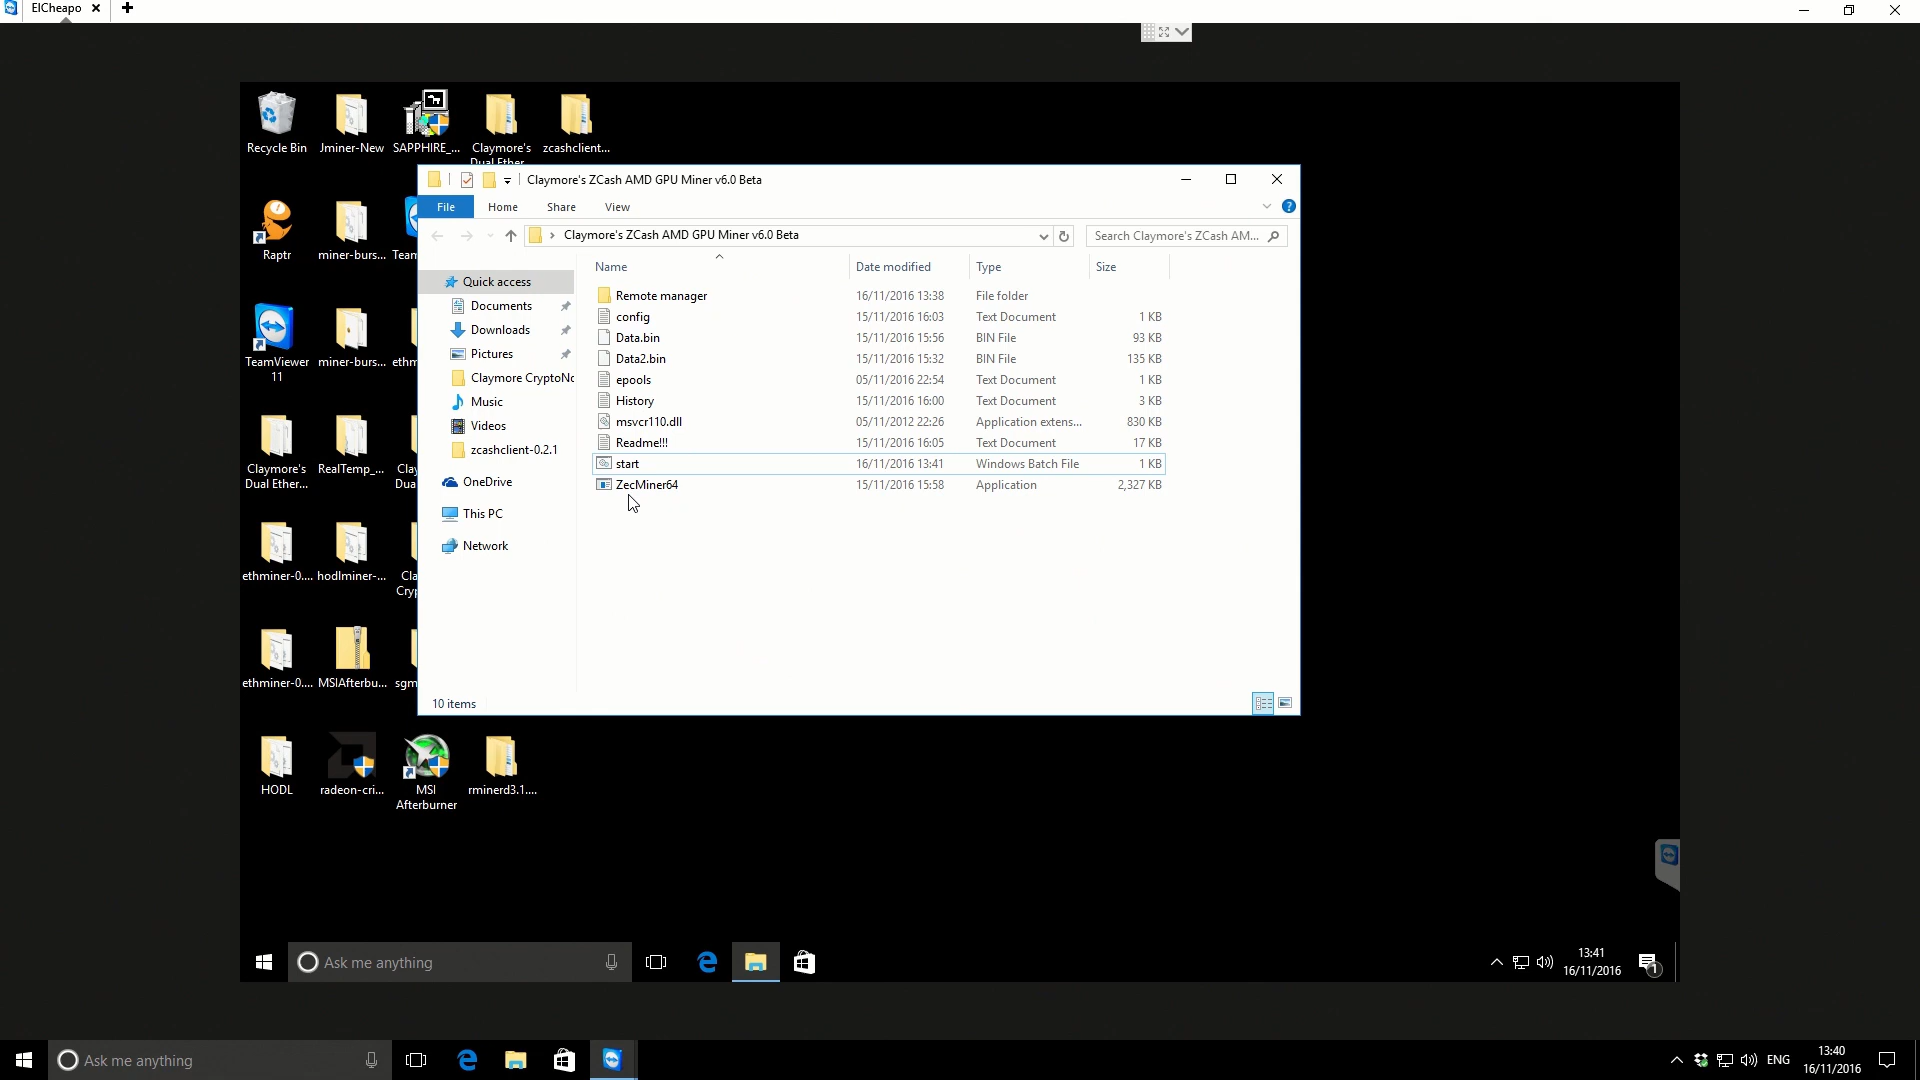 ElCheapo
Recycle Bin
Jminer-New
SAPPHIRE_...
Claymore's
Dual Ether
zcashclient...
Claymore's ZCash AMD GPU Miner v6.0 Beta
File
Home
Share
View
Claymore's ZCash AMD GPU Miner v6.0 Beta
Search Claymore's ZCash AM...
Raptr
miner-burs...
Team
Name
Date modified
Type
Size
Quick access
Documents
Downloads
Pictures
Claymore CryptoNo
Music
Videos
zcashclient-0.2.1
OneDrive
This PC
Network
Remote manager 16/11/2016 13:38 File folder
config 15/11/2016 16:03 Text Document 1 KB
Data.bin 15/11/2016 15:56 BIN File 93 KB
Data2.bin 15/11/2016 15:32 BIN File 135 KB
epools 05/11/2016 22:54 Text Document 1 KB
History 15/11/2016 16:00 Text Document 3 KB
msvcr110.dll 05/11/2012 22:26 Application extens... 830 KB
Readme!!! 15/11/2016 16:05 Text Document 17 KB
start 16/11/2016 13:41 Windows Batch File 1 KB
ZecMiner64 15/11/2016 15:58 Application 2,327 KB
10 items
TeamViewer
11
miner-burs...
ethm
Claymore's
Dual Ether...
RealTemp_...
Clay
Dua
ethminer-0....
hodlminer-...
Cla
Cryp
ethminer-0....
MSIAfterbu...
sgm
HODL
radeon-cri...
MSI
Afterburner
rminerd3.1....
Ask me anything
13:41
16/11/2016
1
Ask me anything
ENG
13:40
16/11/2016